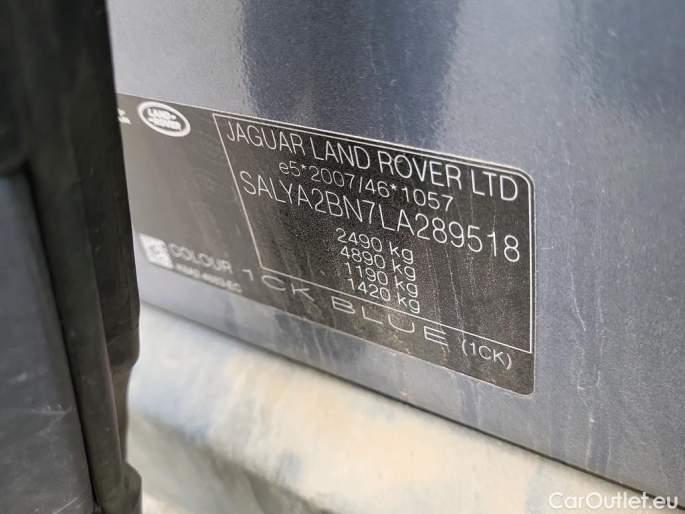 LAND
ROVER
JAGUAR LAND ROVER LTD
e5*2007/46*1057
SALYA2BN7LA289518
2490 kg
4890 kg
1190 kg
1420 kg
COLOUR 1CK BLUE (1CK)
CarOutlet.eu